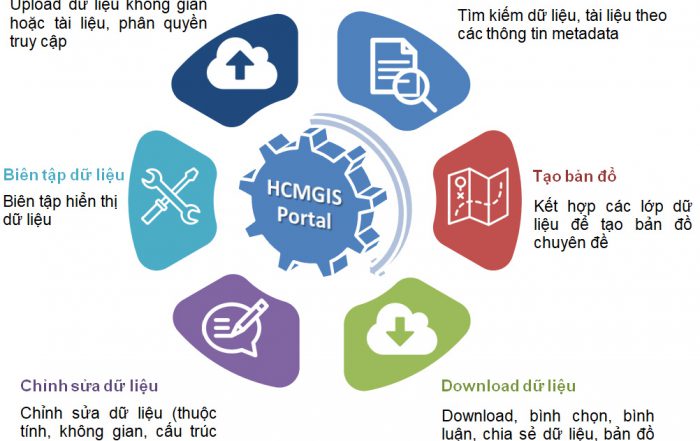 Upload dữ liệu không gian
hoặc tài liệu, phân quyền
truy cập
Tìm kiếm dữ liệu, tài liệu theo
các thông tin metadata
Biên tập dữ liệu
Biên tập hiển thị
dữ liệu
HCMGIS
Portal
Tạo bản đồ
Kết hợp các lớp dữ
liệu để tạo bản đồ
chuyên đề
Chỉnh sửa dữ liệu
Chỉnh sửa dữ liệu (thuộc
tính, không gian, cấu trúc
Download dữ liệu
Download, bình chọn, bình
luận, chia sẻ dữ liệu, bản đồ